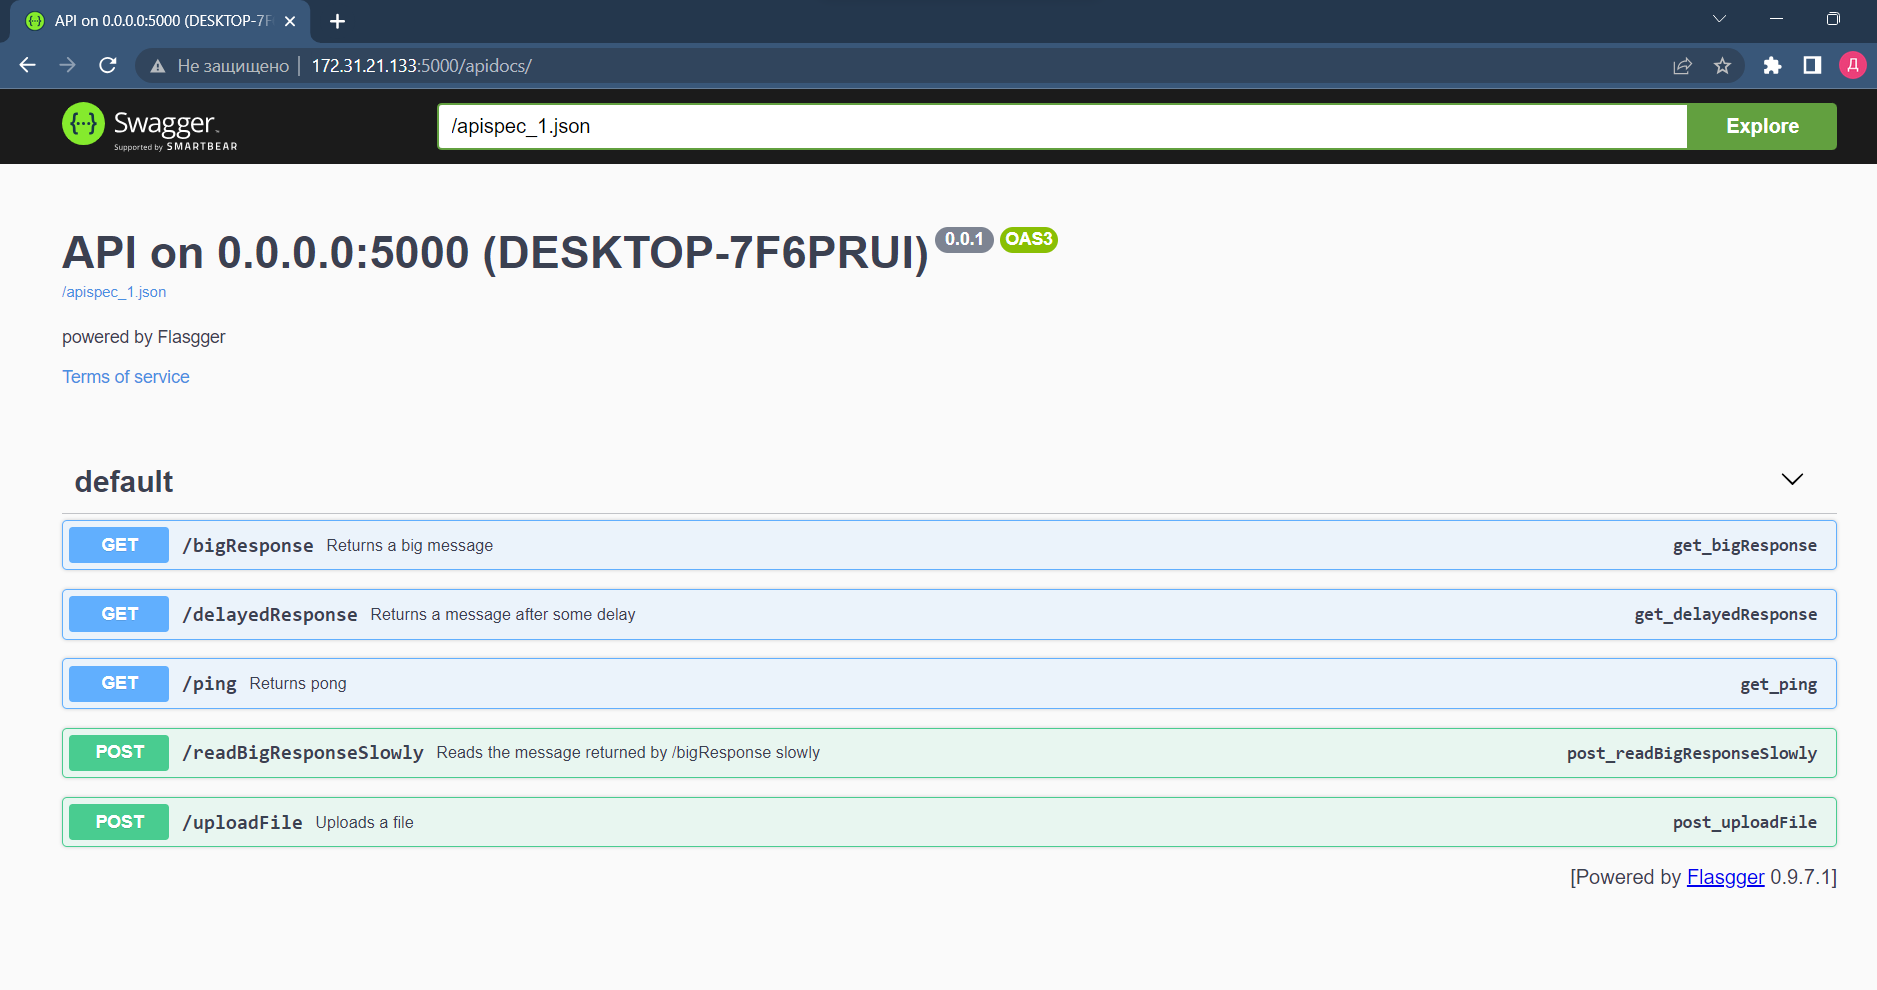 API on 0.0.0.0:5000 (DESKTOP-7F
Не защищено 172.31.21.133:5000/apidocs/
Д
Swagger
Supported by SMARTBEAR
/apispec_1.json
Explore
API on 0.0.0.0:5000 (DESKTOP-7F6PRUI) 0.0.1 OAS3
/apispec_1.json
powered by Flasgger
Terms of service
default
GET /bigResponse Returns a big message get_bigResponse
GET /delayedResponse Returns a message after some delay get_delayedResponse
GET /ping Returns pong get_ping
POST /readBigResponseSlowly Reads the message returned by /bigResponse slowly post_readBigResponseSlowly
POST /uploadFile Uploads a file post_uploadFile
[Powered by Flasgger 0.9.7.1]